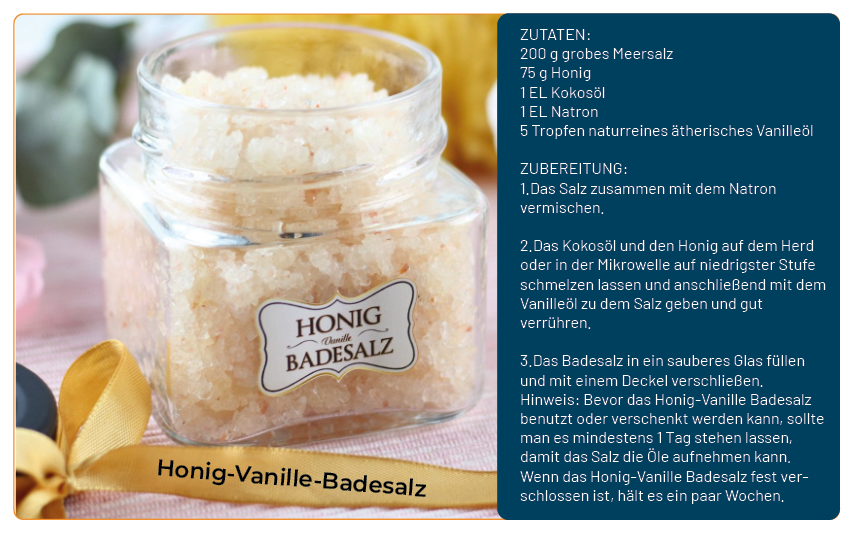 HONIG
Vanille
BADESALZ
Honig-Vanille-Badesalz
ZUTATEN:
200 g grobes Meersalz
75 g Honig
1 EL Kokosöl
1 EL Natron
5 Tropfen naturreines ätherisches Vanilleöl
ZUBEREITUNG:
1.Das Salz zusammen mit dem Natron
vermischen.
2.Das Kokosöl und den Honig auf dem Herd
oder in der Mikrowelle auf niedrigster Stufe
schmelzen lassen und anschließend mit dem
Vanilleöl zu dem Salz geben und gut
verrühren.
3.Das Badesalz in ein sauberes Glas füllen
und mit einem Deckel verschließen.
Hinweis: Bevor das Honig-Vanille Badesalz
benutzt oder verschenkt werden kann, sollte
man es mindestens 1 Tag stehen lassen,
damit das Salz die Öle aufnehmen kann.
Wenn das Honig-Vanille Badesalz fest ver-
schlossen ist, hält es ein paar Wochen.